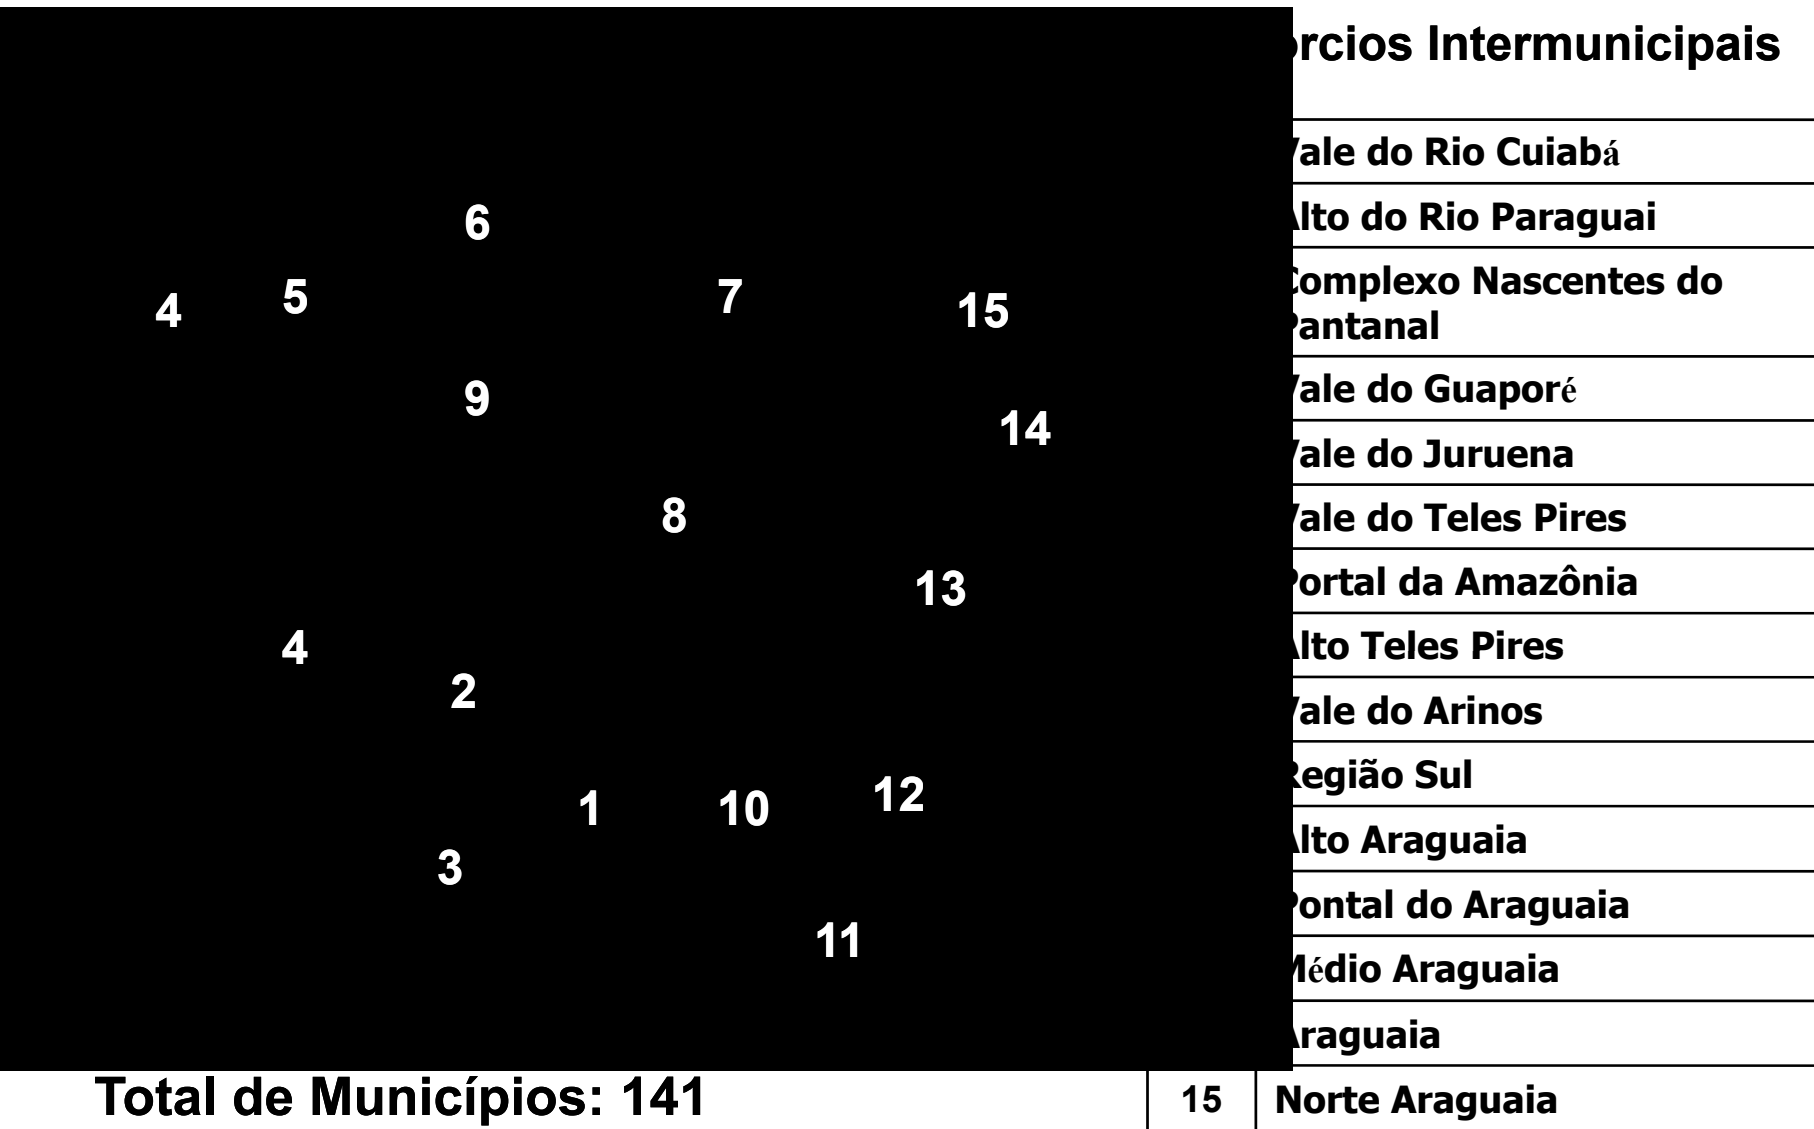 rcios Intermunicipais
ale do Rio Cuiabá
6
lto do Rio Paraguai
4 5 7 15
omplexo Nascentes do
antanal
9
ale do Guaporé
14
ale do Juruena
8
ale do Teles Pires
13
ortal da Amazônia
4
lto Teles Pires
2
ale do Arinos
egião Sul
1 10 12
lto Araguaia
3
ontal do Araguaia
11
édio Araguaia
raguaia
Total de Municípios: 141
15 Norte Araguaia